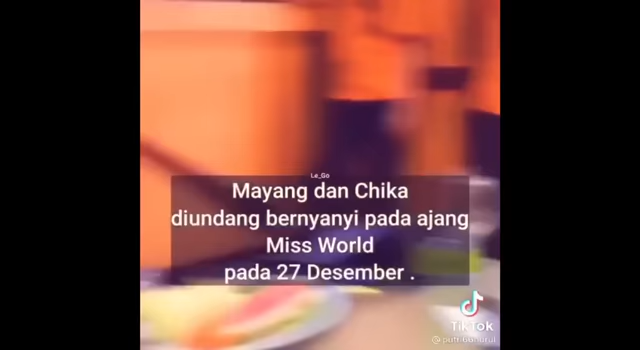 Le_Go
Mayang dan Chika
diundang bernyanyi pada ajang
Miss World
pada 27 Desember .
TikTok